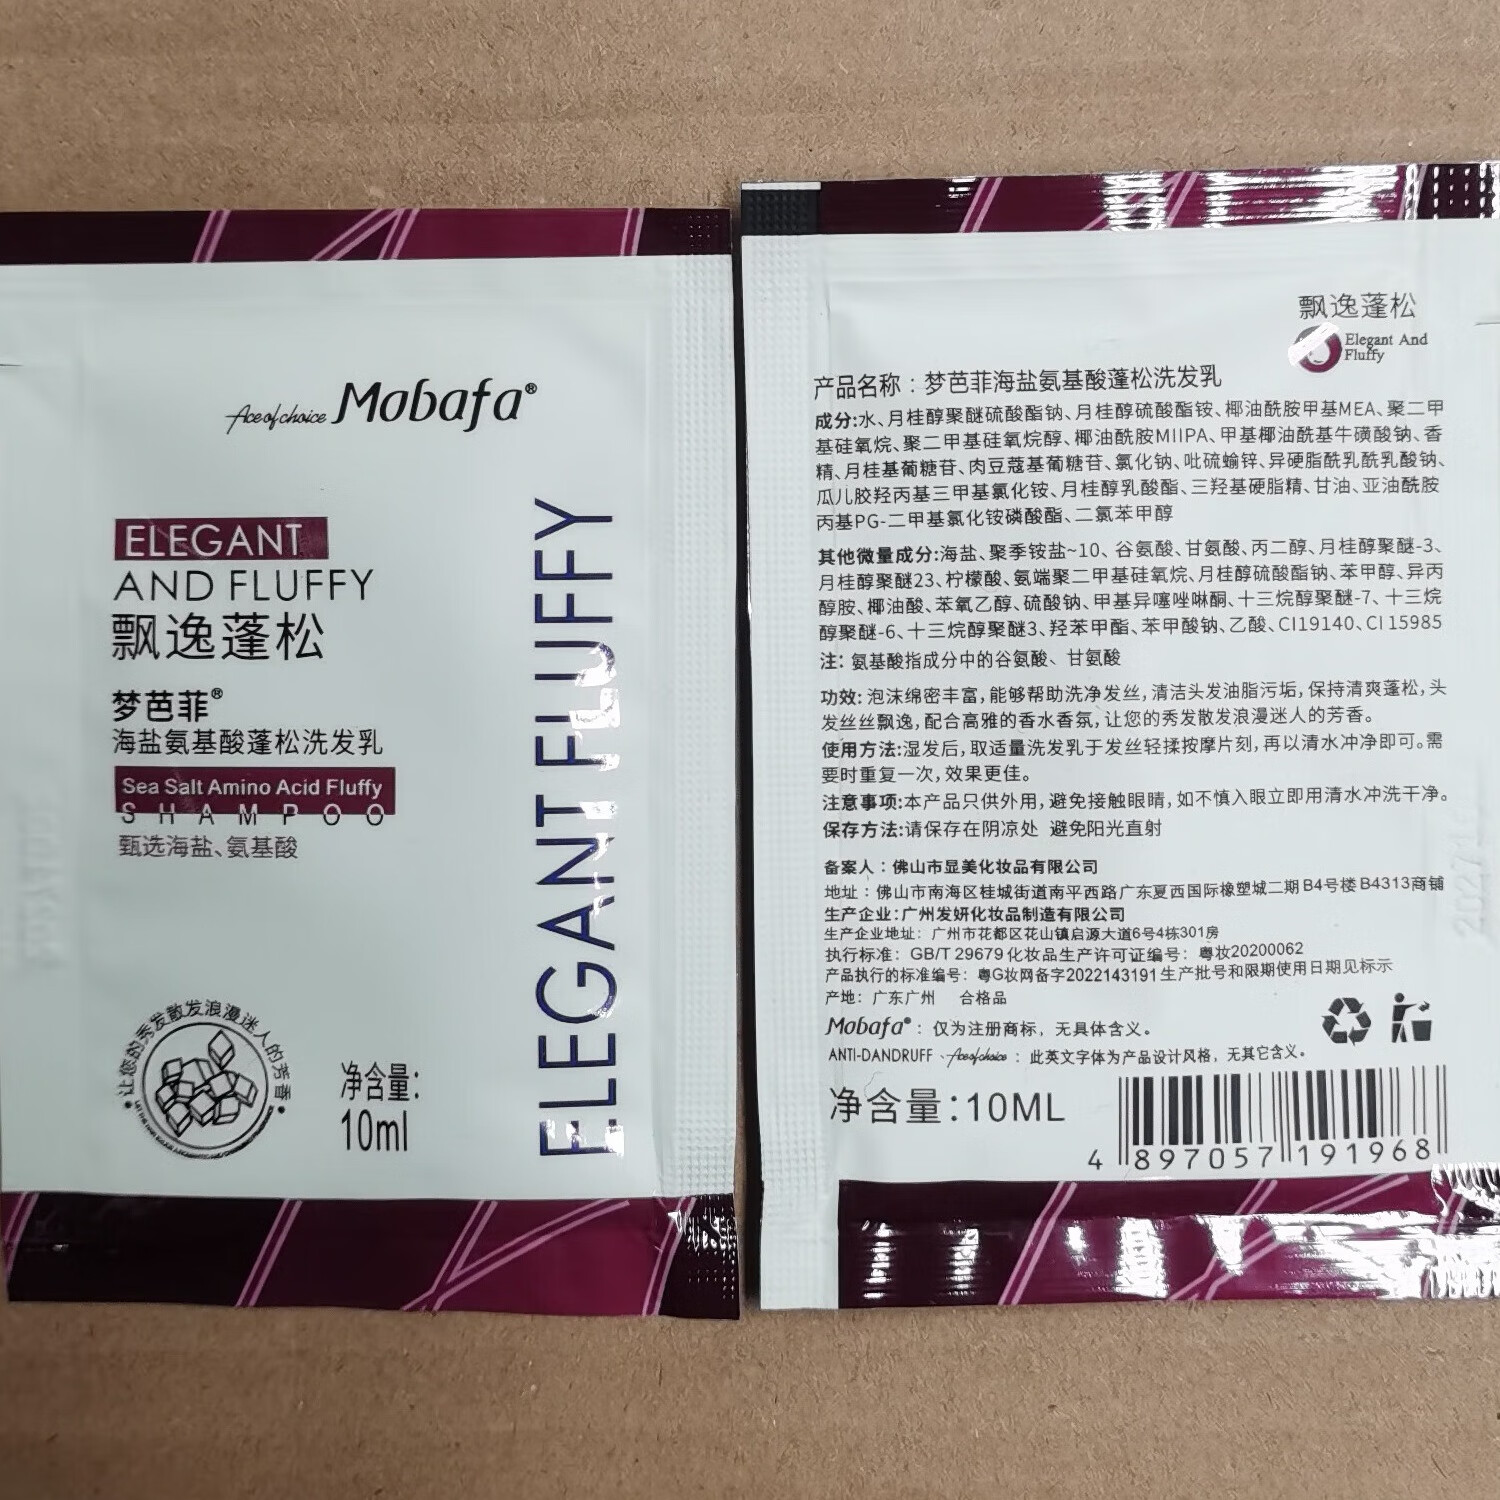 Ace of choice Mobafa®
ELEGANT
AND FLUFFY
飘逸蓬松
梦芭菲®
海盐氨基酸蓬松洗发乳
Sea Salt Amino Acid Fluffy
SHAMPOO
甄选海盐、氨基酸
让您的秀发散发浪漫迷人的芳香
净含量:
10ml
ELEGANT FLUFFY
飘逸蓬松
Elegant And
Fluffy
产品名称：梦芭菲海盐氨基酸蓬松洗发乳
成分:水、月桂醇聚醚硫酸酯钠、月桂醇硫酸酯铵、椰油酰胺甲基MEA、聚二甲
基硅氧烷、聚二甲基硅氧烷醇、椰油酰胺MIIPA、甲基椰油酰基牛磺酸钠、香
精、月桂基葡糖苷、肉豆蔻基葡糖苷、氯化钠、吡硫鍮锌、异硬脂酰乳酰乳酸钠、
瓜儿胶羟丙基三甲基氯化铵、月桂醇乳酸酯、三羟基硬脂精、甘油、亚油酰胺
丙基PG-二甲基氯化铵磷酸酯、二氯苯甲醇
其他微量成分:海盐、聚季铵盐~10、谷氨酸、甘氨酸、丙二醇、月桂醇聚醚-3、
月桂醇聚醚23、柠檬酸、氨端聚二甲基硅氧烷、月桂醇硫酸酯钠、苯甲醇、异丙
醇胺、椰油酸、苯氧乙醇、硫酸钠、甲基异噻唑啉酮、十三烷醇聚醚-7、十三烷
醇聚醚-6、十三烷醇聚醚3、羟苯甲酯、苯甲酸钠、乙酸、CI19140、CI 15985
注: 氨基酸指成分中的谷氨酸、甘氨酸
功效: 泡沫绵密丰富,能够帮助洗净发丝,清洁头发油脂污垢,保持清爽蓬松,头
发丝丝飘逸,配合高雅的香水香氛,让您的秀发散发浪漫迷人的芳香。
使用方法:湿发后,取适量洗发乳于发丝轻揉按摩片刻,再以清水冲净即可。需
要时重复一次,效果更佳。
注意事项:本产品只供外用,避免接触眼睛,如不慎入眼立即用清水冲洗干净。
保存方法:请保存在阴凉处 避免阳光直射
备案人：佛山市显美化妆品有限公司
地址：佛山市南海区桂城街道南平西路广东夏西国际橡塑城二期B4号楼B4313商铺
生产企业:广州发妍化妆品制造有限公司
生产企业地址：广州市花都区花山镇启源大道6号4栋301房
执行标准：GB/T 29679 化妆品生产许可证编号：粤妆20200062
产品执行的标准编号：粤G妆网备字2022143191 生产批号和限期使用日期见标示
产地：广东广州 合格品
Mobafa®：仅为注册商标，无具体含义。
ANTI-DANDRUFF、Ace of choice：此英文字体为产品设计风格，无其它含义。
净含量:10ML
4 897057 191968